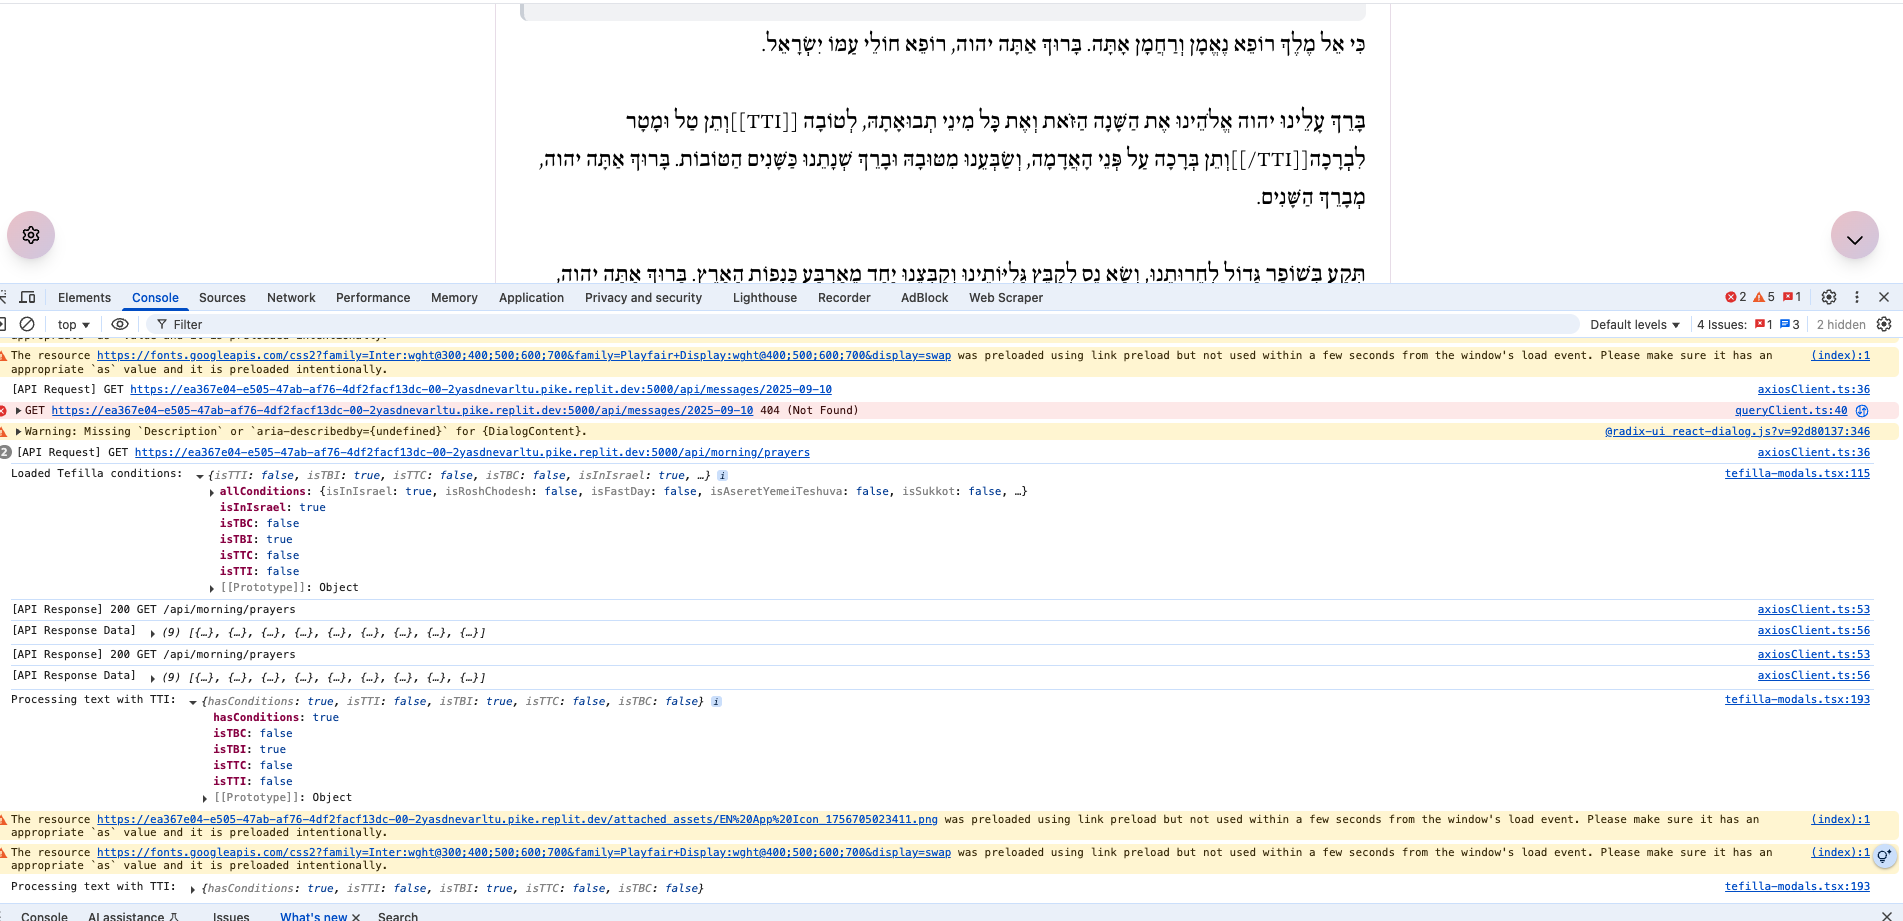 כִּי אֵל מֶלֶךְ רוֹפֵא נֶאֱמָן וְרַחֲמָן אָתָּה. בָּרוּךְ אַתָּה יהוה, רוֹפֵא חוֹלֵי עַמּוֹ יִשְׂרָאֵל.
בָּרֵךְ עָלֵינוּ יהוה אֱלֹהֵינוּ אֶת הַשָּׁנָה הַזֹּאת וְאֶת כָּל מִינֵי תְבוּאָתָהּ, לְטוֹבָה [[TTI]]וְתֵן טַל וּמָטָר
לִבְרָכָה[[/TTI]]וְתֵן בְּרָכָה עַל פְּנֵי הָאֲדָמָה, וְשַׂבְּעֵנוּ מִטּוּבָהּ וּבָרֵךְ שְׁנָתֵנוּ כַּשָּׁנִים הַטּוֹבוֹת. בָּרוּךְ אַתָּה יהוה,
מְבָרֵךְ הַשָּׁנִים.
תְּקַע בְּשׁוֹפָר גָּדוֹל לְחֵרוּתֵנוּ, וְשָׂא נֵס לְקַבֵּץ גָּלֻיּוֹתֵינוּ וְקַבְּצֵנוּ יַחַד מֵאַרְבַּע כַּנְפוֹת הָאָרֶץ. בָּרוּךְ אַתָּה יהוה,
Elements Console Sources Network Performance Memory Application Privacy and security Lighthouse Recorder AdBlock Web Scraper 2 5 1
top Filter Default levels 4 Issues: 1 3 2 hidden
appropriate `as` value and it is preloaded intentionally.
The resource https://fonts.googleapis.com/css2?family=Inter:wght@300;400;500;600;700&family=Playfair+Display:wght@400;500;600;700&display=swap was preloaded using link preload but not used within a few seconds from the window's load event. Please make sure it has an (index):1
appropriate `as` value and it is preloaded intentionally.
[API Request] GET https://ea367e04-e505-47ab-af76-4df2facf13dc-00-2yasdnevarltu.pike.replit.dev:5000/api/messages/2025-09-10 axiosClient.ts:36
GET https://ea367e04-e505-47ab-af76-4df2facf13dc-00-2yasdnevarltu.pike.replit.dev:5000/api/messages/2025-09-10 404 (Not Found) queryClient.ts:40
Warning: Missing `Description` or `aria-describedby={undefined}` for {DialogContent}. @radix-ui_react-dialog.js?v=92d80137:346
2 [API Request] GET https://ea367e04-e505-47ab-af76-4df2facf13dc-00-2yasdnevarltu.pike.replit.dev:5000/api/morning/prayers axiosClient.ts:36
Loaded Tefilla conditions: {isTTI: false, isTBI: true, isTTC: false, isTBC: false, isInIsrael: true, …} i tefilla-modals.tsx:115
allConditions: {isInIsrael: true, isRoshChodesh: false, isFastDay: false, isAseretYemeiTeshuva: false, isSukkot: false, …}
isInIsrael: true
isTBC: false
isTBI: true
isTTC: false
isTTI: false
[[Prototype]]: Object
[API Response] 200 GET /api/morning/prayers axiosClient.ts:53
[API Response Data] (9) [{…}, {…}, {…}, {…}, {…}, {…}, {…}, {…}, {…}] axiosClient.ts:56
[API Response] 200 GET /api/morning/prayers axiosClient.ts:53
[API Response Data] (9) [{…}, {…}, {…}, {…}, {…}, {…}, {…}, {…}, {…}] axiosClient.ts:56
Processing text with TTI: {hasConditions: true, isTTI: false, isTBI: true, isTTC: false, isTBC: false} i tefilla-modals.tsx:193
hasConditions: true
isTBC: false
isTBI: true
isTTC: false
isTTI: false
[[Prototype]]: Object
The resource https://ea367e04-e505-47ab-af76-4df2facf13dc-00-2yasdnevarltu.pike.replit.dev/attached_assets/EN%20App%20Icon_1756705023411.png was preloaded using link preload but not used within a few seconds from the window's load event. Please make sure it has an (index):1
appropriate `as` value and it is preloaded intentionally.
The resource https://fonts.googleapis.com/css2?family=Inter:wght@300;400;500;600;700&family=Playfair+Display:wght@400;500;600;700&display=swap was preloaded using link preload but not used within a few seconds from the window's load event. Please make sure it has an (index):1
appropriate `as` value and it is preloaded intentionally.
Processing text with TTI: {hasConditions: true, isTTI: false, isTBI: true, isTTC: false, isTBC: false} tefilla-modals.tsx:193
Console AI assistance Issues What's new Search